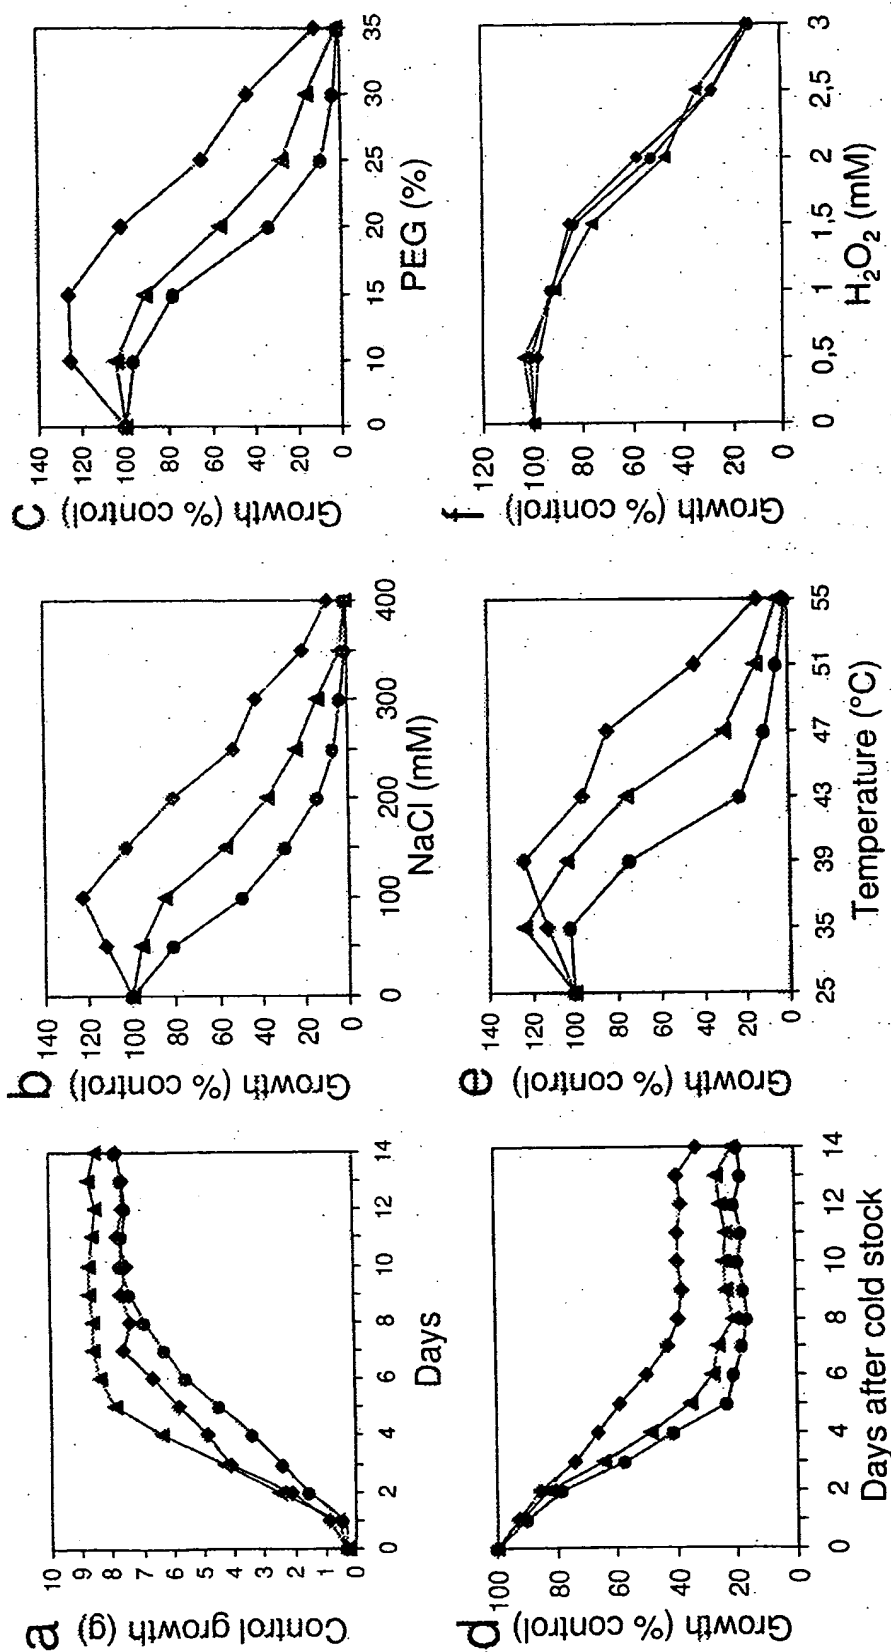 a
Control growth (g)
10
9
8
7
6
5
4
3
2
1
0
0 2 4 6 8 10 12 14
Days
b
Growth (% control)
140
120
100
80
60
40
20
0
0 100 200 300 400
NaCl (mM)
c
Growth (% control)
140
120
100
80
60
40
20
0
0 10 15 20 25 30 35
PEG (%)
d
Growth (% control)
100
80
60
40
20
0
0 2 4 6 8 10 12 14
Days after cold stock
e
Growth (% control)
140
120
100
80
60
40
20
0
25 35 39 43 47 51 55
Temperature (°C)
f
Growth (% control)
120
100
80
60
40
20
0
0 0,5 1 1,5 2 2,5 3
H₂O₂ (mM)